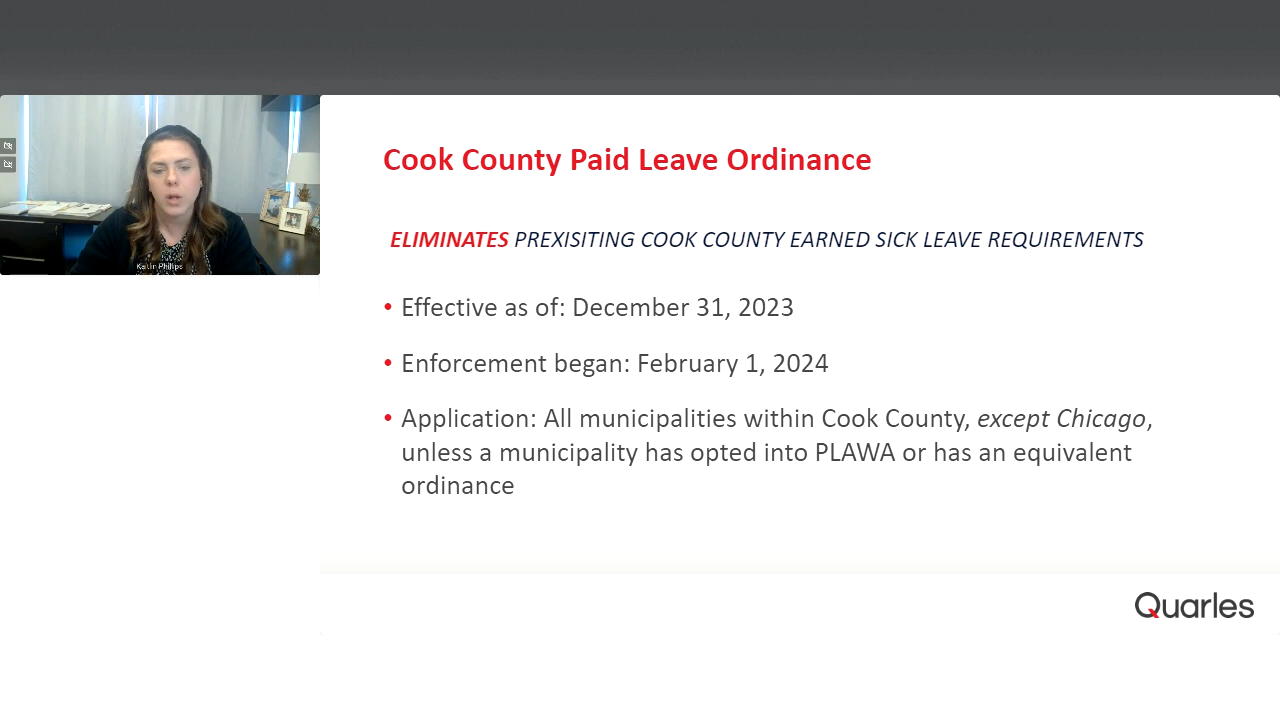 Cook County Paid Leave Ordinance
ELIMINATES PREXISITING COOK COUNTY EARNED SICK LEAVE REQUIREMENTS
• Effective as of: December 31, 2023
• Enforcement began: February 1, 2024
• Application: All municipalities within Cook County, except Chicago,
unless a municipality has opted into PLAWA or has an equivalent
ordinance
Kaitlin Phillips
Quarles